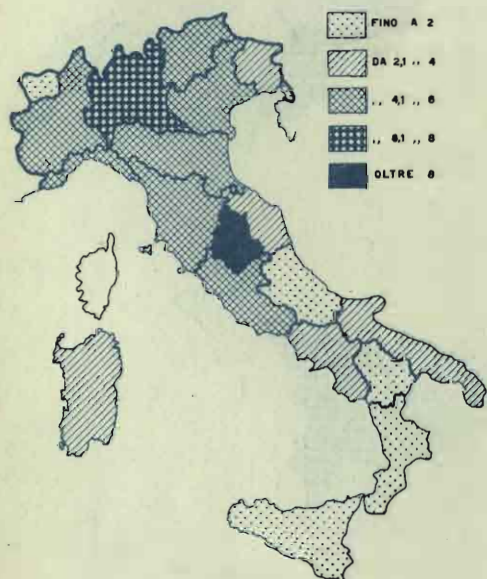 FINO A 2
DA 2,1 ,, 4
,, 4,1 ,, 6
,, 6,1 ,, 8
OLTRE 8